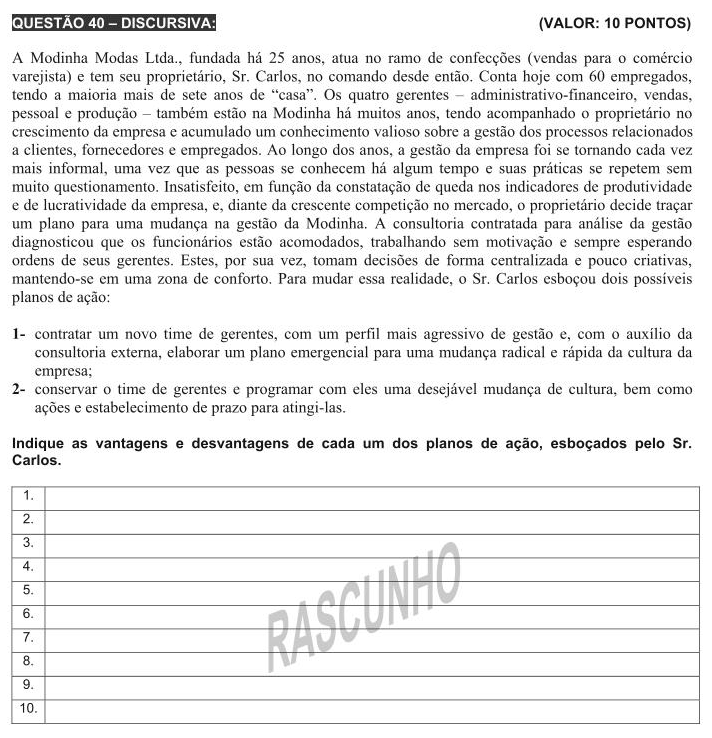 QUESTÃO 40 – DISCURSIVA: (VALOR: 10 PONTOS)
A Modinha Modas Ltda., fundada há 25 anos, atua no ramo de confecções (vendas para o comércio
varejista) e tem seu proprietário, Sr. Carlos, no comando desde então. Conta hoje com 60 empregados,
tendo a maioria mais de sete anos de “casa”. Os quatro gerentes – administrativo-financeiro, vendas,
pessoal e produção – também estão na Modinha há muitos anos, tendo acompanhado o proprietário no
crescimento da empresa e acumulado um conhecimento valioso sobre a gestão dos processos relacionados
a clientes, fornecedores e empregados. Ao longo dos anos, a gestão da empresa foi se tornando cada vez
mais informal, uma vez que as pessoas se conhecem há algum tempo e suas práticas se repetem sem
muito questionamento. Insatisfeito, em função da constatação de queda nos indicadores de produtividade
e de lucratividade da empresa, e, diante da crescente competição no mercado, o proprietário decide traçar
um plano para uma mudança na gestão da Modinha. A consultoria contratada para análise da gestão
diagnosticou que os funcionários estão acomodados, trabalhando sem motivação e sempre esperando
ordens de seus gerentes. Estes, por sua vez, tomam decisões de forma centralizada e pouco criativas,
mantendo-se em uma zona de conforto. Para mudar essa realidade, o Sr. Carlos esboçou dois possíveis
planos de ação:
1- contratar um novo time de gerentes, com um perfil mais agressivo de gestão e, com o auxílio da
consultoria externa, elaborar um plano emergencial para uma mudança radical e rápida da cultura da
empresa;
2- conservar o time de gerentes e programar com eles uma desejável mudança de cultura, bem como
ações e estabelecimento de prazo para atingi-las.
Indique as vantagens e desvantagens de cada um dos planos de ação, esboçados pelo Sr.
Carlos.
1.
2.
3.
4.
5.
6.
7.
8.
9.
10.
RASCUNHO